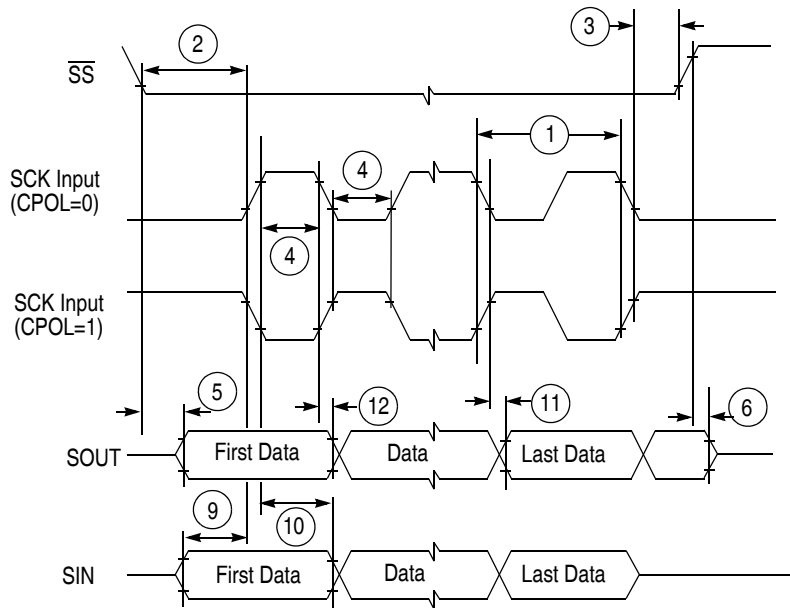 2
3
SS
1
SCK Input
(CPOL=0)
4
4
SCK Input
(CPOL=1)
5
12
11
6
SOUT
First Data
Data
Last Data
9
10
SIN
First Data
Data
Last Data